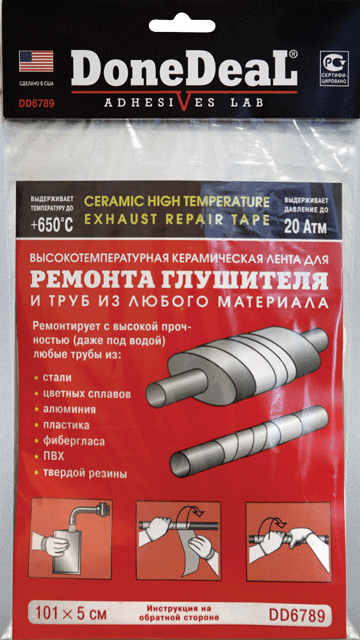 DoneDeaL®
ADHESIVES LAB
СДЕЛАНО В США
DD6789
РСТ
СЕРТИФИ-
ЦИРОВАНО
ВЫДЕРЖИВАЕТ
ТЕМПЕРАТУРУ ДО
+650°C
CERAMIC HIGH TEMPERATURE
EXHAUST REPAIR TAPE
ВЫДЕРЖИВАЕТ
ДАВЛЕНИЕ ДО
20 Атм
ВЫСОКОТЕМПЕРАТУРНАЯ КЕРАМИЧЕСКАЯ ЛЕНТА ДЛЯ
РЕМОНТА ГЛУШИТЕЛЯ
И ТРУБ ИЗ ЛЮБОГО МАТЕРИАЛА
Ремонтирует с высокой проч-
ностью (даже под водой)
любые трубы из:
• стали
• цветных сплавов
• алюминия
• пластика
• фибергласа
• ПВХ
• твердой резины
101 × 5 СМ
Инструкция на
обратной стороне
DD6789